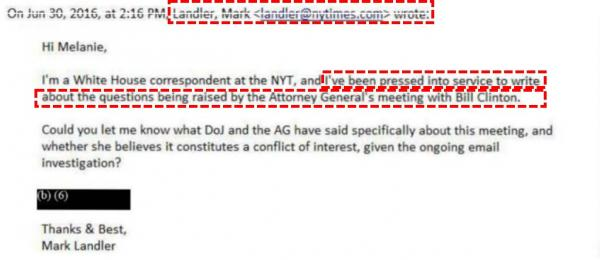 On Jun 30, 2016, at 2:16 PM, Landler, Mark <landler@nytimes.com> wrote:
Hi Melanie,
I'm a White House correspondent at the NYT, and I've been pressed into service to write
about the questions being raised by the Attorney General's meeting with Bill Clinton.
Could you let me know what DoJ and the AG have said specifically about this meeting, and
whether she believes it constitutes a conflict of interest, given the ongoing email
investigation?
(b) (6)
Thanks & Best,
Mark Landler